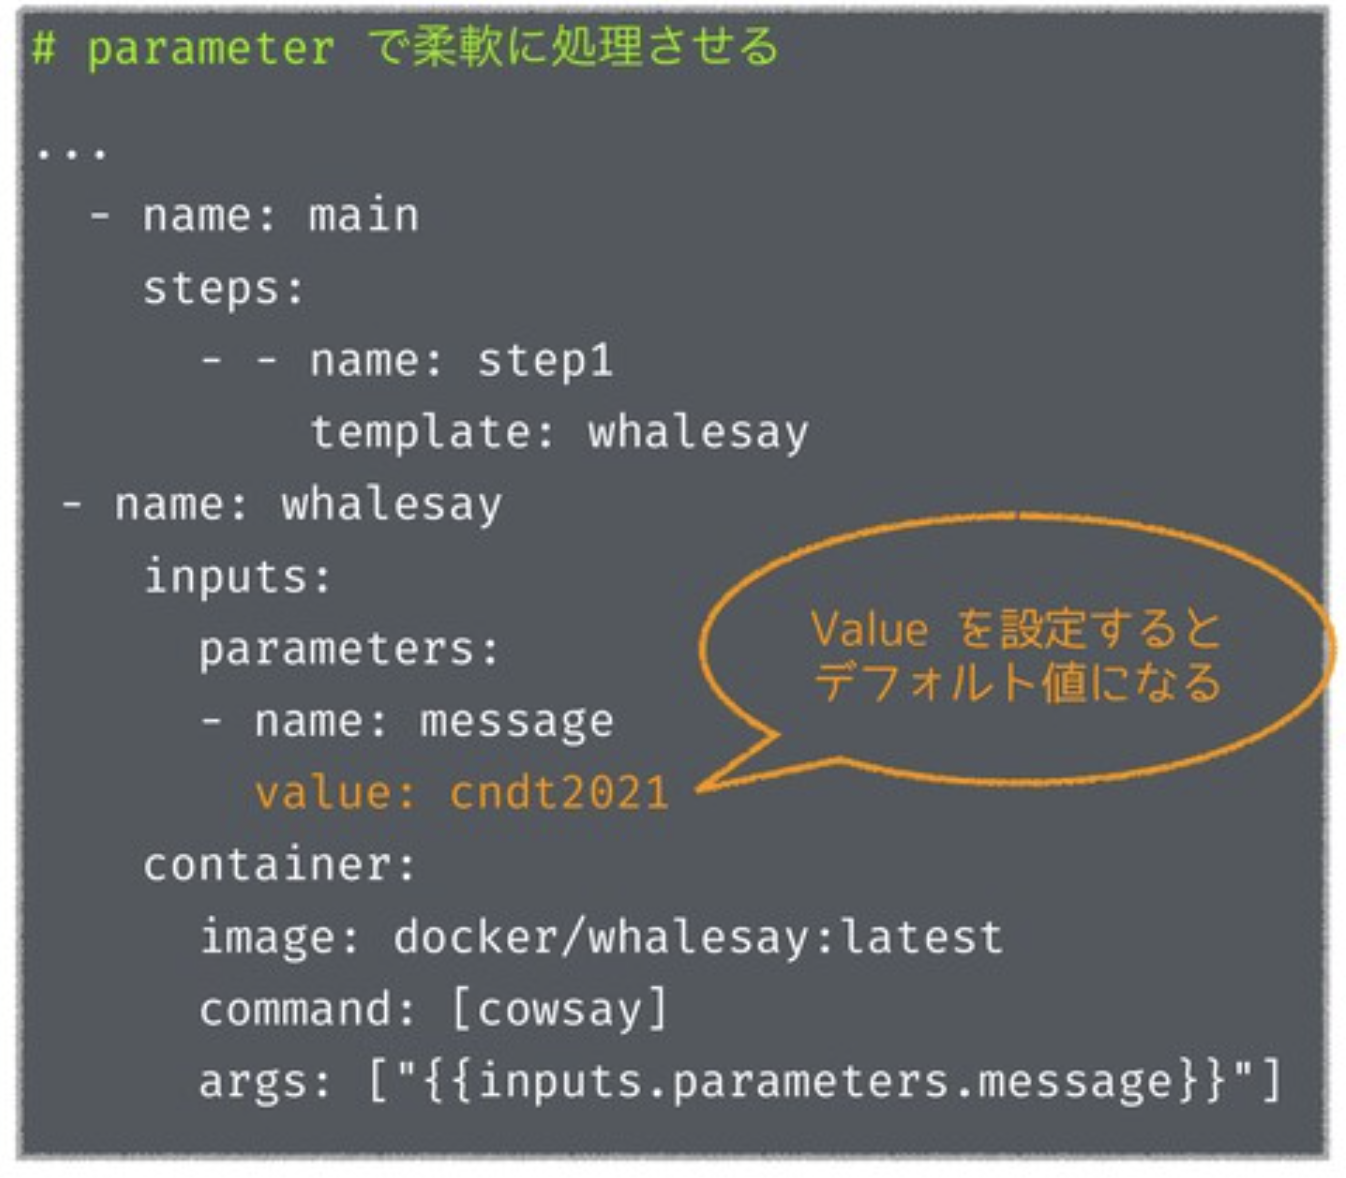 # parameter で柔軟に処理させる
...
  - name: main
    steps:
      - - name: step1
          template: whalesay
 - name: whalesay
    inputs:
      parameters:
      - name: message
        value: cndt2021
Value を設定すると
デフォルト値になる
    container:
      image: docker/whalesay:latest
      command: [cowsay]
      args: ["{{inputs.parameters.message}}"]